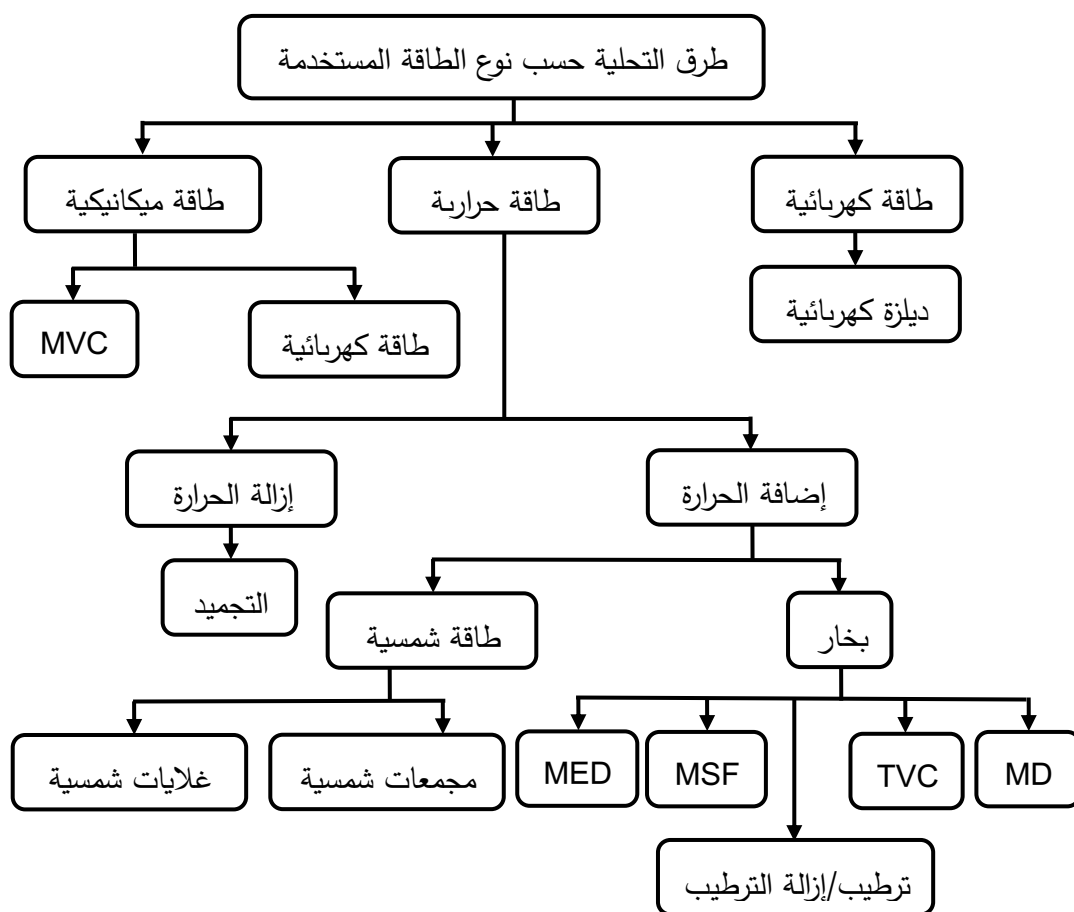 طرق التحلية حسب نوع الطاقة المستخدمة
طاقة كهربائية
طاقة حرارية
طاقة ميكانيكية
ديلزة كهربائية
طاقة كهربائية
MVC
إضافة الحرارة
إزالة الحرارة
بخار
طاقة شمسية
التجميد
MD
TVC
MSF
MED
مجمعات شمسية
غلايات شمسية
ترطيب/إزالة الترطيب